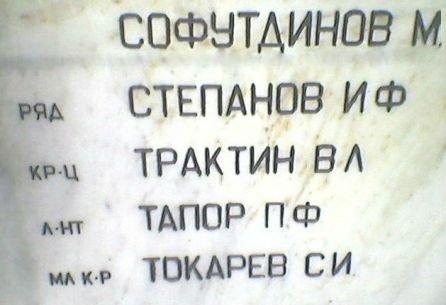 СОФУТДИНОВ М.
РЯД СТЕПАНОВ И Ф
КР-Ц ТРАКТИН В Л
Л-НТ ТАПОР П.Ф
МЛ К-Р ТОКАРЕВ С И